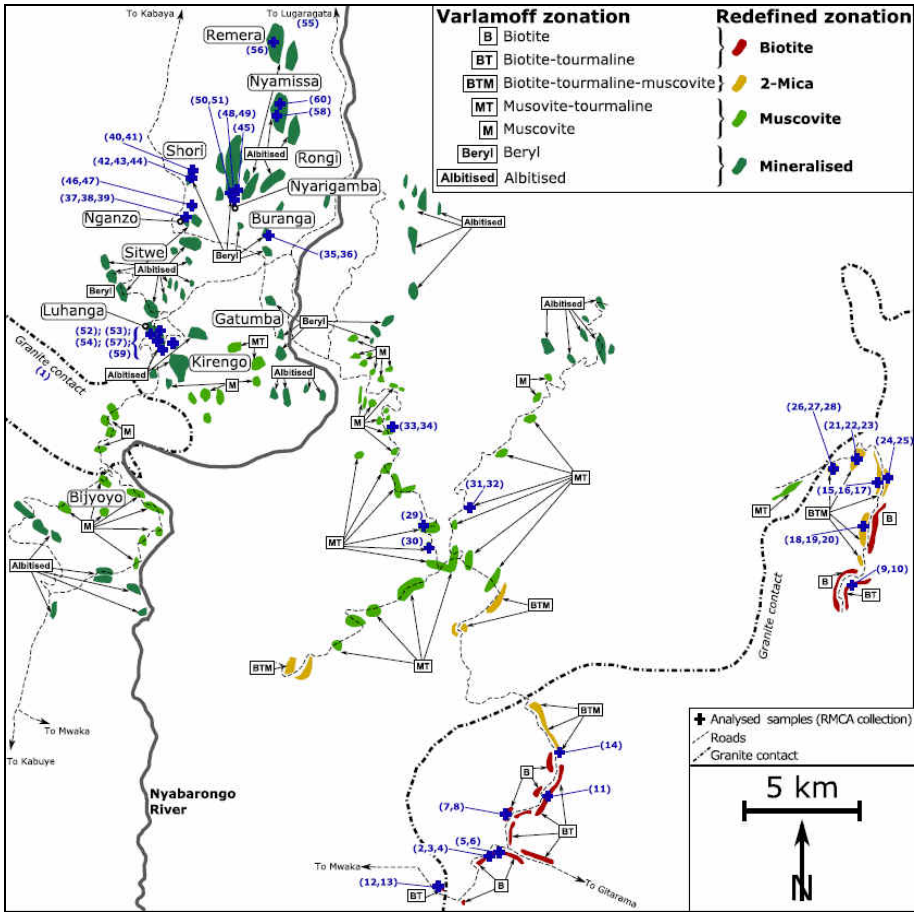 To Kabaya
To Lugaragata
(55)
Remera
(56)
Nyamissa
(60)
(58)
(50,51)
(48,49)
(45)
(40,41)
Shori
(42,43,44)
Albitised
Rongi
(46,47)
Nyarigamba
(37,38,39)
Nganzo
Buranga
Albitised
Sitwe
Beryl
(35,36)
Albitised
Beryl
Luhanga
Gatumba
Beryl
Albitised
(52); (53);
(54); (57);
(59)
MT
M
Kirengo
Albitised
Albitised
M
M
Granite contact
(1)
M
(33,34)
M
Bijyoyo
M
(31,32)
MT
(29)
MT
(30)
Albitised
BTM
BTM
MT
To Mwaka
To Kabuye
Nyabarongo
River
BTM
(14)
B
(11)
(7,8)
BT
(5,6)
(2,3,4)
To Mwaka
(12,13)
B
BT
To Gitarama
(26,27,28)
(21,22,23)
(24,25)
(15,16,17)
MT
BTM
B
(18,19,20)
B
(9,10)
BT
Granite contact
Varlamoff zonation
Redefined zonation
B Biotite
BT Biotite-tourmaline
Biotite
BTM Biotite-tourmaline-muscovite
2-Mica
MT Musovite-tourmaline
M Muscovite
Muscovite
Beryl Beryl
Albitised Albitised
Mineralised
Analysed samples (RMCA collection)
Roads
Granite contact
5 km
N